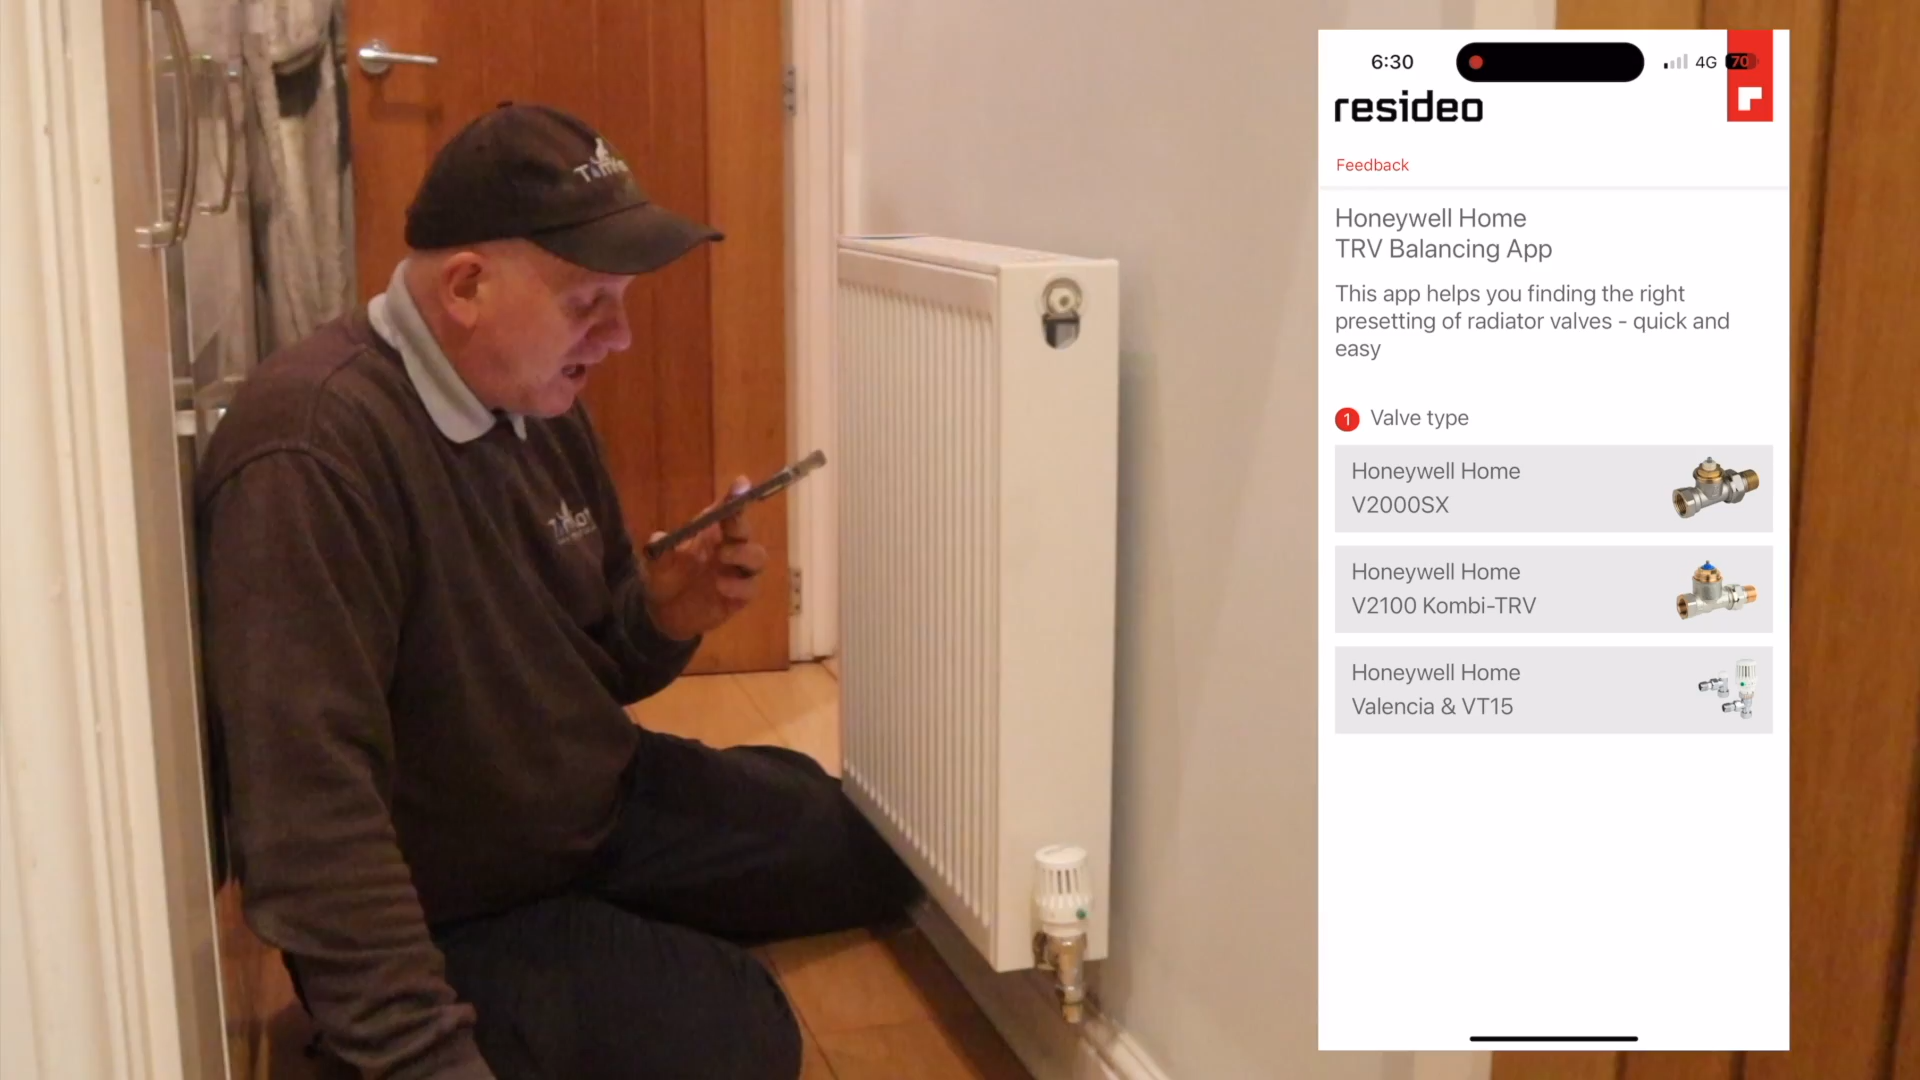 6:30
4G
70
resideo
Feedback
Honeywell Home
TRV Balancing App
This app helps you finding the right
presetting of radiator valves - quick and
easy
1 Valve type
Honeywell Home
V2000SX
Honeywell Home
V2100 Kombi-TRV
Honeywell Home
Valencia & VT15